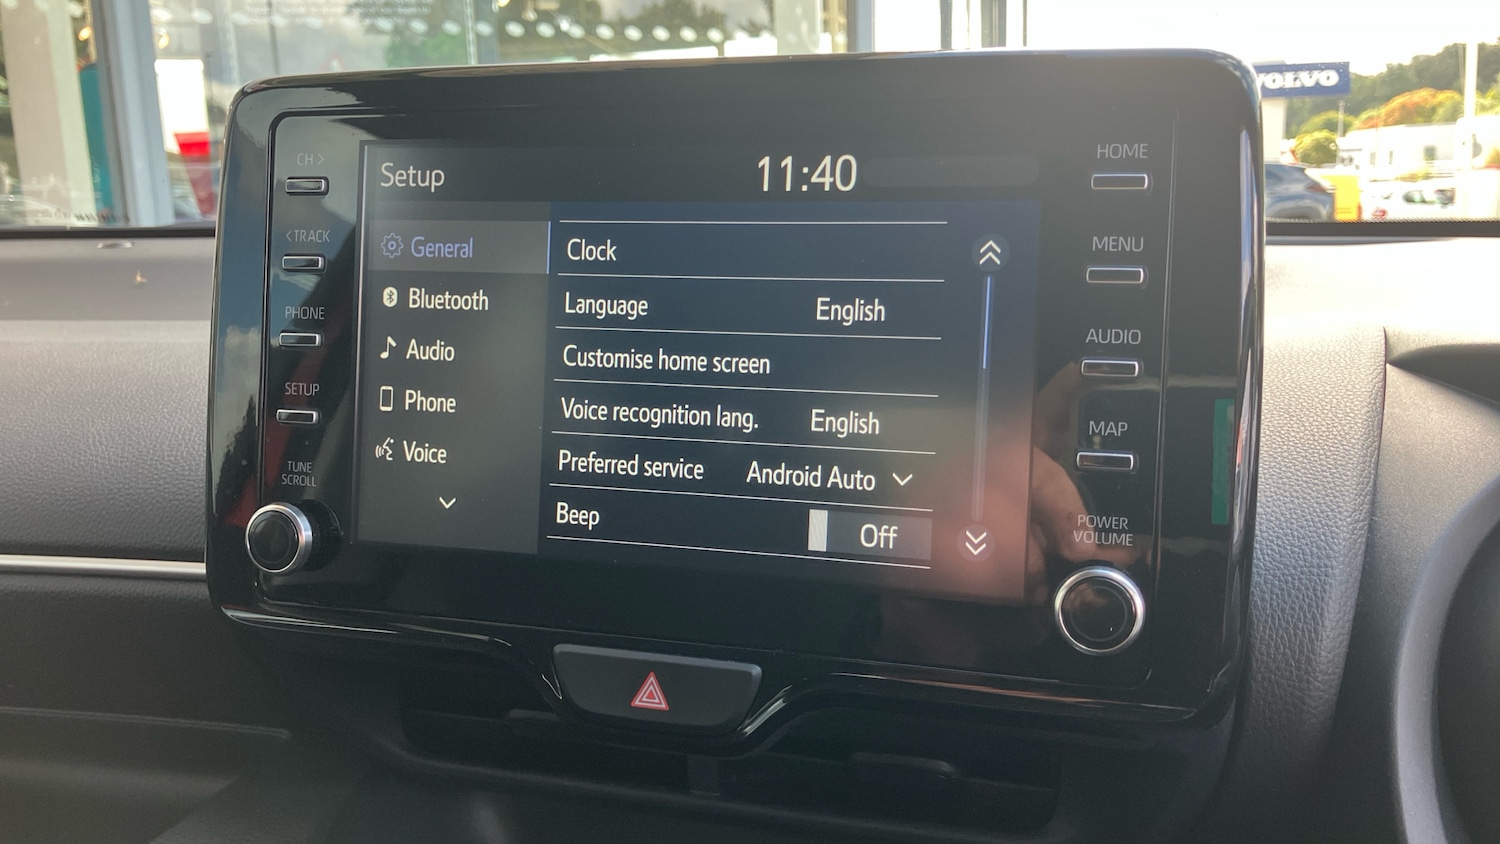 VOLVO
CH >
< TRACK
PHONE
SETUP
TUNE
SCROLL
Setup
11:40
General
Bluetooth
Audio
Phone
Voice
Clock
Language English
Customise home screen
Voice recognition lang. English
Preferred service Android Auto
Beep Off
HOME
MENU
AUDIO
MAP
POWER
VOLUME